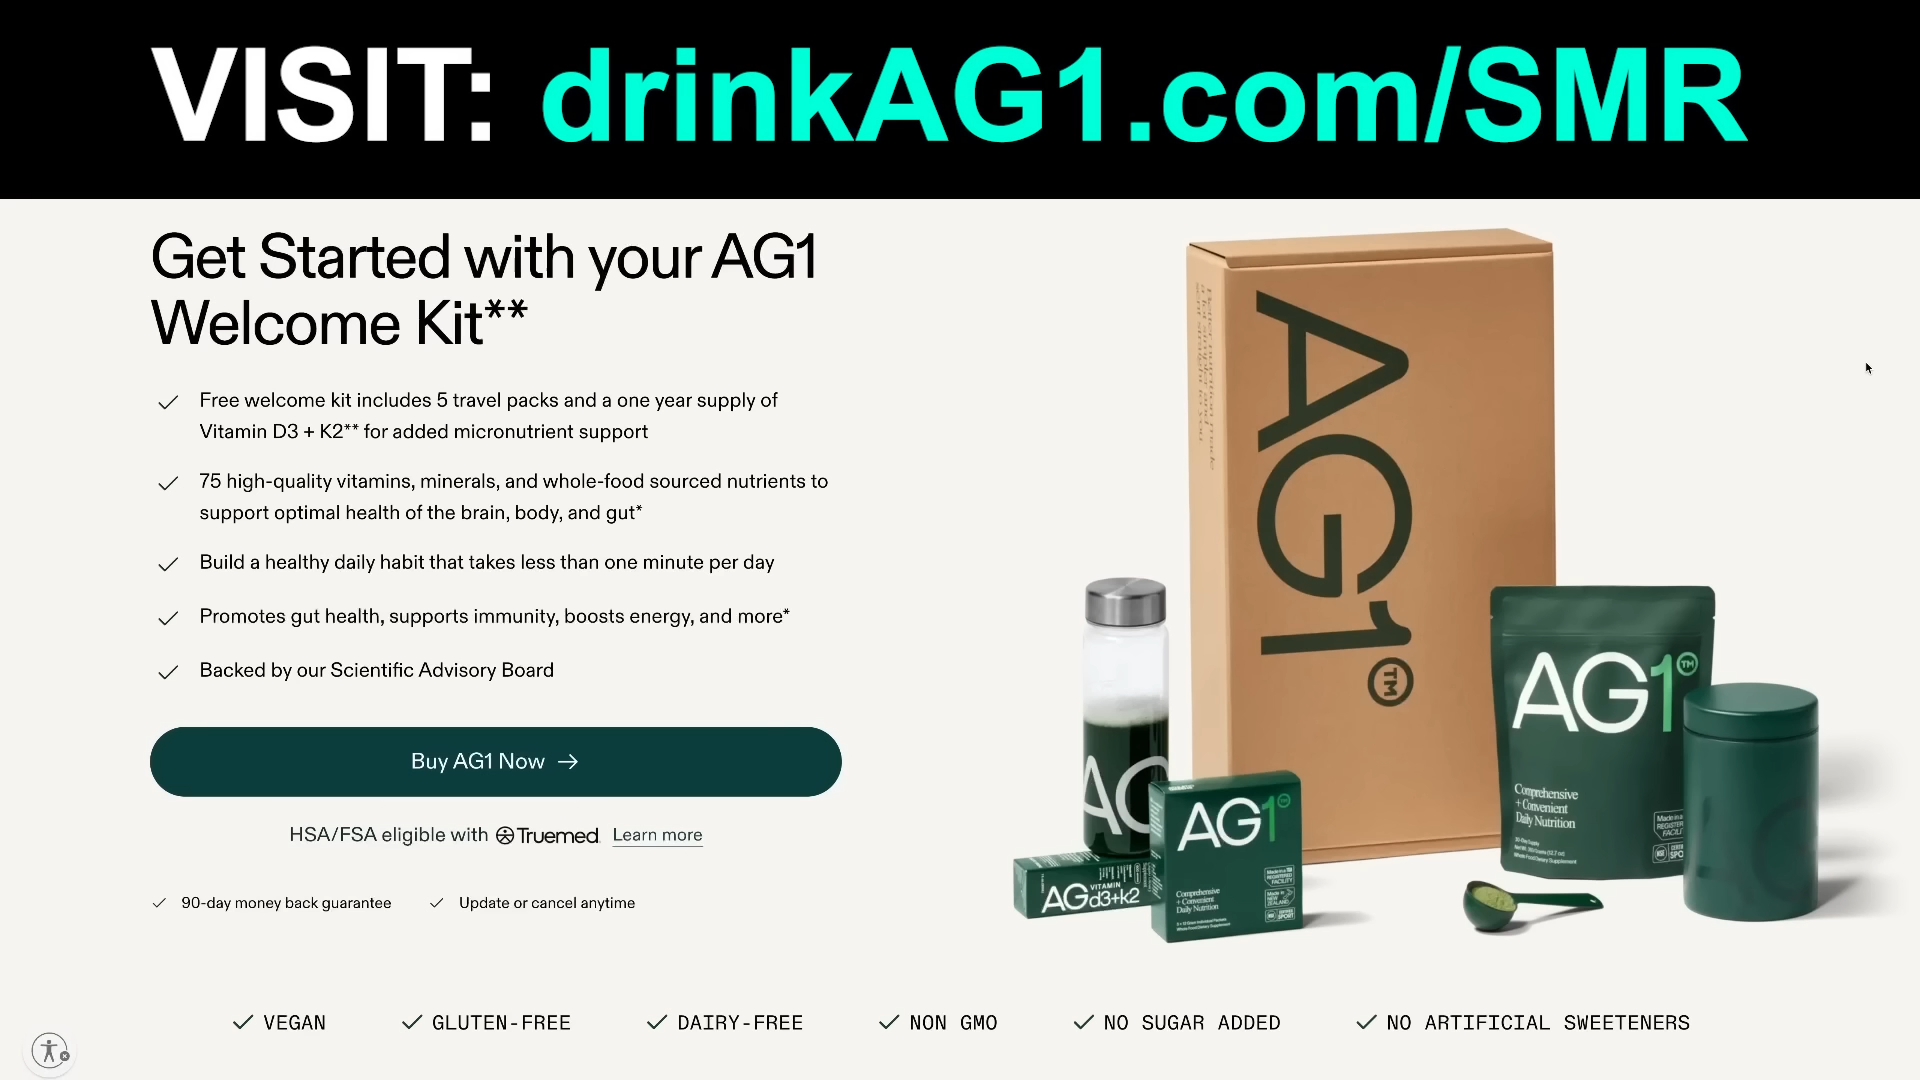 VISIT: drinkAG1.com/SMR
Get Started with your AG1
Welcome Kit**
Free welcome kit includes 5 travel packs and a one year supply of
Vitamin D3 + K2** for added micronutrient support
75 high-quality vitamins, minerals, and whole-food sourced nutrients to
support optimal health of the brain, body, and gut*
Build a healthy daily habit that takes less than one minute per day
Promotes gut health, supports immunity, boosts energy, and more*
Backed by our Scientific Advisory Board
Buy AG1 Now →
HSA/FSA eligible with Truemed Learn more
90-day money back guarantee Update or cancel anytime
AG1™
AG1™
Comprehensive
+ Convenient
Daily Nutrition
AG
VITAMIN
AG d3+k2
AG1™
Comprehensive
+ Convenient
Daily Nutrition
VEGAN GLUTEN-FREE DAIRY-FREE NON GMO NO SUGAR ADDED NO ARTIFICIAL SWEETENERS